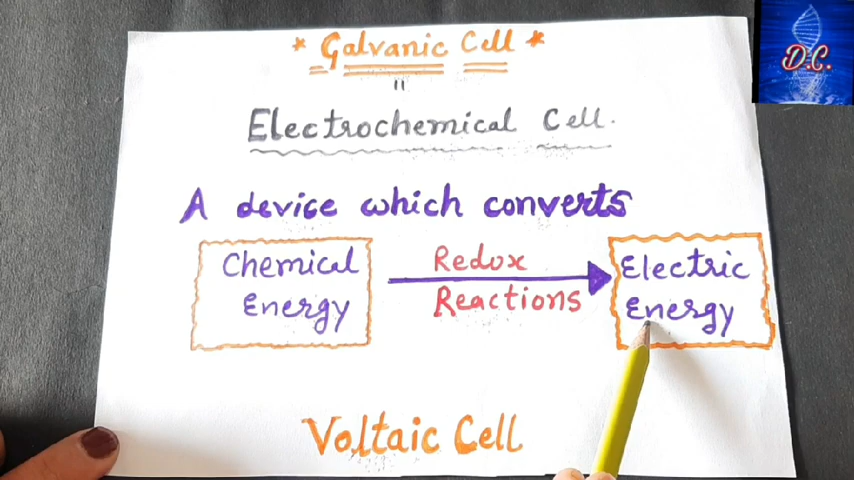 * Galvanic Cell *
"
Electrochemical Cell.
A device which converts
Chemical
Energy
Redox
Reactions
Electric
Energy
Voltaic Cell
D.C.